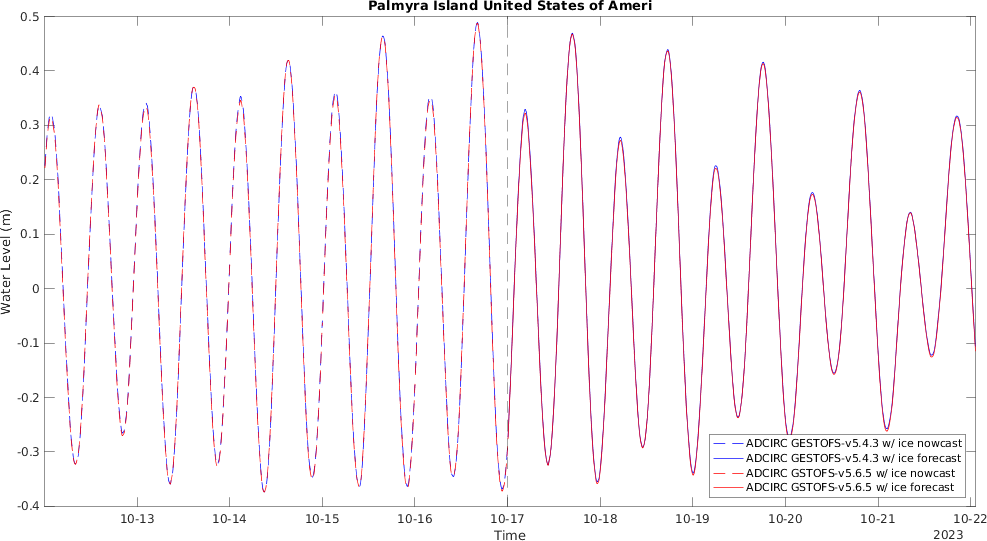 Palmyra Island United States of Ameri
0.5
0.4
0.3
0.2
0.1
0
-0.1
-0.2
-0.3
-0.4
Water Level (m)
ADCIRC GESTOFS-v5.4.3 w/ ice nowcast
ADCIRC GESTOFS-v5.4.3 w/ ice forecast
ADCIRC GSTOFS-v5.6.5 w/ ice nowcast
ADCIRC GSTOFS-v5.6.5 w/ ice forecast
10-13 10-14 10-15 10-16 10-17 10-18 10-19 10-20 10-21 10-22
Time
2023